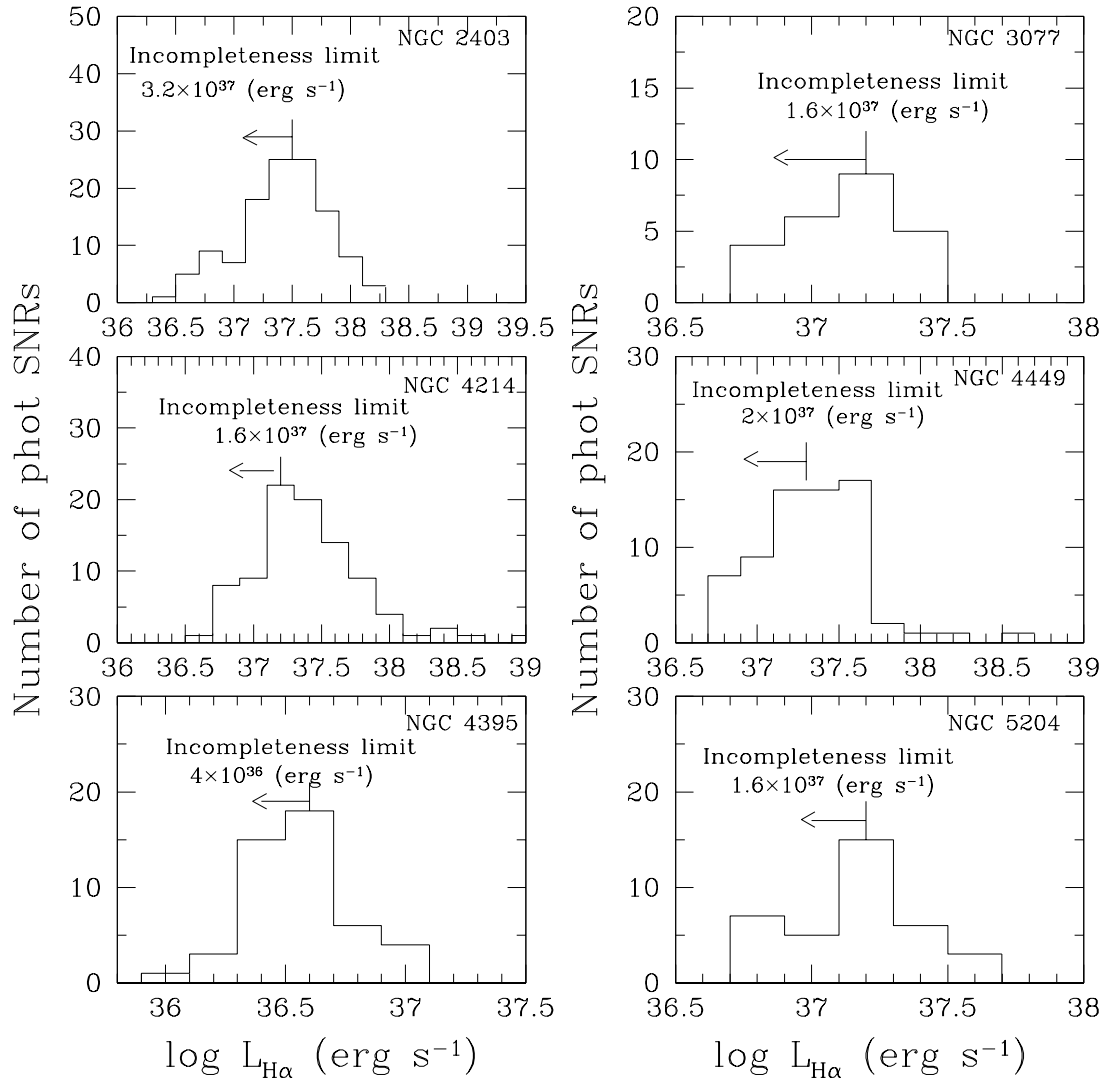 Number of phot SNRs
50
40
30
20
10
0
NGC 2403
Incompleteness limit
3.2×10³⁷ (erg s⁻¹)
36 36.5 37 37.5 38 38.5 39 39.5
Number of phot SNRs
20
15
10
5
0
NGC 3077
Incompleteness limit
1.6×10³⁷ (erg s⁻¹)
36.5 37 37.5 38
40
30
20
10
0
NGC 4214
Incompleteness limit
1.6×10³⁷ (erg s⁻¹)
36 36.5 37 37.5 38 38.5 39
30
20
10
0
NGC 4449
Incompleteness limit
2×10³⁷ (erg s⁻¹)
36.5 37 37.5 38 38.5 39
30
20
10
0
NGC 4395
Incompleteness limit
4×10³⁶ (erg s⁻¹)
36 36.5 37 37.5
log L_Hα (erg s⁻¹)
30
20
10
0
NGC 5204
Incompleteness limit
1.6×10³⁷ (erg s⁻¹)
36.5 37 37.5 38
log L_Hα (erg s⁻¹)